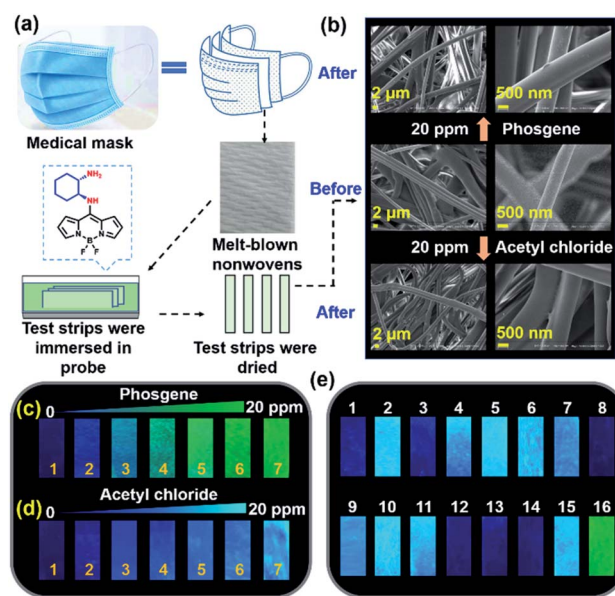 (a)
Medical mask
=
NH₂
NH
N
N
B
F
F
Melt-blown
nonwovens
Test strips were
immersed in
probe
Test strips were
dried
(b)
After
2 µm
500 nm
20 ppm
Phosgene
Before
2 µm
500 nm
20 ppm
Acetyl chloride
After
2 µm
500 nm
(c)
Phosgene
0
20 ppm
1 2 3 4 5 6 7
(d)
Acetyl chloride
0
20 ppm
1 2 3 4 5 6 7
(e)
1 2 3 4 5 6 7 8
9 10 11 12 13 14 15 16